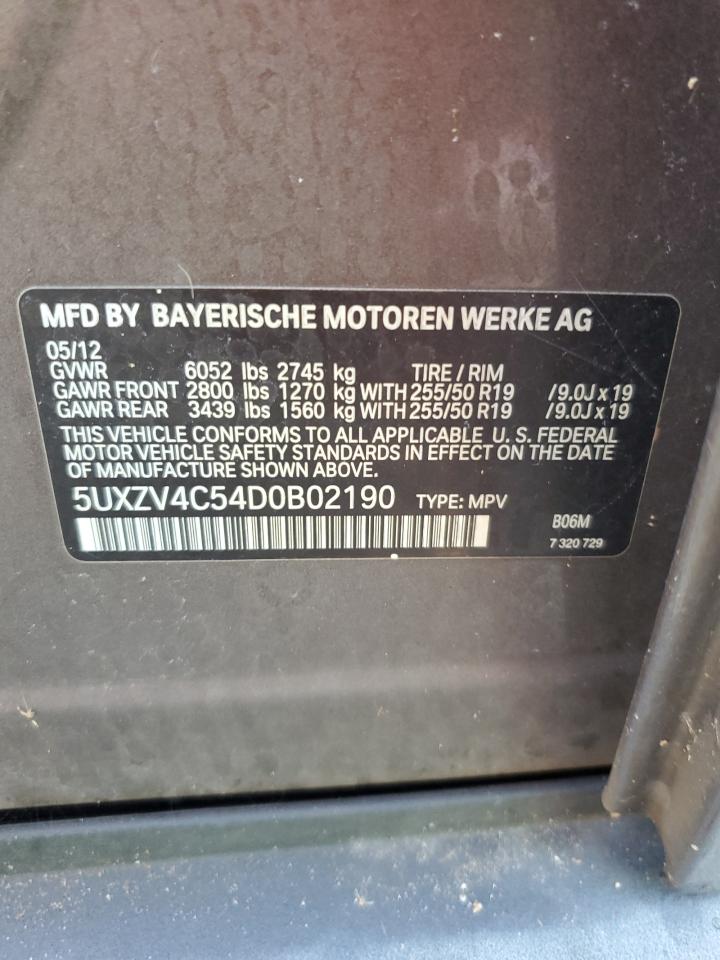 MFD BY BAYERISCHE MOTOREN WERKE AG
05/12
GVWR 6052 lbs 2745 kg TIRE / RIM
GAWR FRONT 2800 lbs 1270 kg WITH 255/50 R19 /9.0J x 19
GAWR REAR 3439 lbs 1560 kg WITH 255/50 R19 /9.0J x 19
THIS VEHICLE CONFORMS TO ALL APPLICABLE U. S. FEDERAL
MOTOR VEHICLE SAFETY STANDARDS IN EFFECT ON THE DATE
OF MANUFACTURE SHOWN ABOVE.
5UXZV4C54D0B02190 TYPE: MPV
B06M
7 320 729